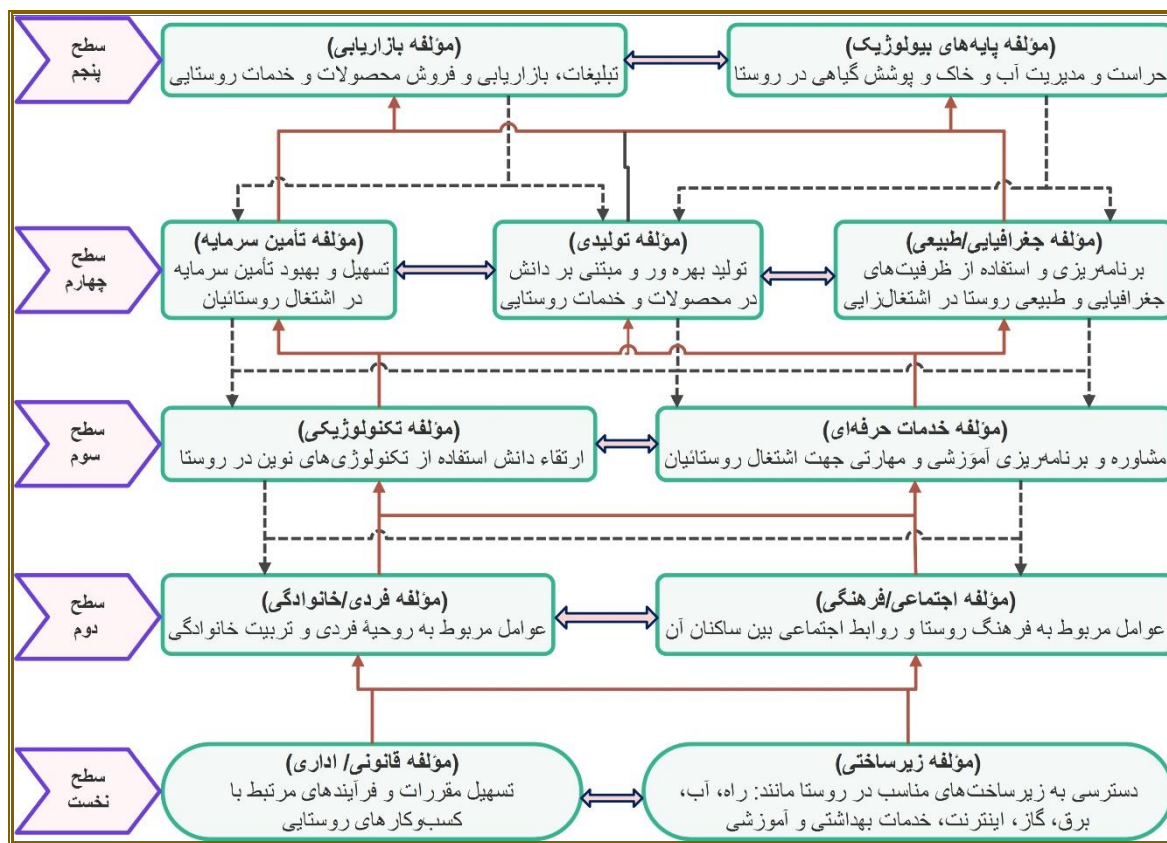 سطح
پنجم
(مؤلفه پایه‌های بیولوژیک)
حراست و مدیریت آب و خاک و پوشش گیاهی در روستا
(مؤلفه بازاریابی)
تبلیغات، بازاریابی و فروش محصولات و خدمات روستایی
سطح
چهارم
(مؤلفه جغرافیایی/طبیعی)
برنامه‌ریزی و استفاده از ظرفیت‌های
جغرافیایی و طبیعی روستا در اشتغال‌زایی
(مؤلفه تولیدی)
تولید بهره ور و مبتنی بر دانش
در محصولات و خدمات روستایی
(مؤلفه تأمین سرمایه)
تسهیل و بهبود تأمین سرمایه
در اشتغال روستائیان
سطح
سوم
(مؤلفه خدمات حرفه‌ای)
مشاوره و برنامه‌ریزی آموزشی و مهارتی جهت اشتغال روستائیان
(مؤلفه تکنولوژیکی)
ارتقاء دانش استفاده از تکنولوژی‌های نوین در روستا
سطح
دوم
(مؤلفه اجتماعی/فرهنگی)
عوامل مربوط به فرهنگ روستا و روابط اجتماعی بین ساکنان آن
(مؤلفه فردی/خانوادگی)
عوامل مربوط به روحیهٔ فردی و تربیت خانوادگی
سطح
نخست
(مؤلفه زیرساختی)
دسترسی به زیرساخت‌های مناسب در روستا مانند: راه، آب،
برق، گاز، اینترنت، خدمات بهداشتی و آموزشی
(مؤلفه قانونی/ اداری)
تسهیل مقررات و فرآیندهای مرتبط با
کسب‌وکارهای روستایی